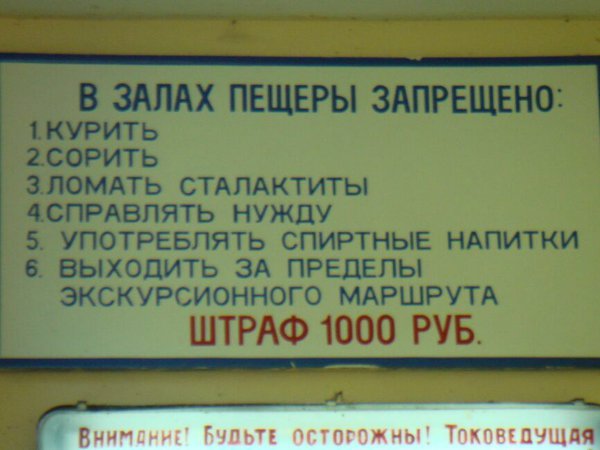 В ЗАЛАХ ПЕЩЕРЫ ЗАПРЕЩЕНО:
1.КУРИТЬ
2.СОРИТЬ
3.ЛОМАТЬ СТАЛАКТИТЫ
4.СПРАВЛЯТЬ НУЖДУ
5. УПОТРЕБЛЯТЬ СПИРТНЫЕ НАПИТКИ
6. ВЫХОДИТЬ ЗА ПРЕДЕЛЫ
ЭКСКУРСИОННОГО МАРШРУТА
ШТРАФ 1000 РУБ.
ВНИМАНИЕ! БУДЬТЕ ОСТОРОЖНЫ! ТОКОВЕДУЩАЯ